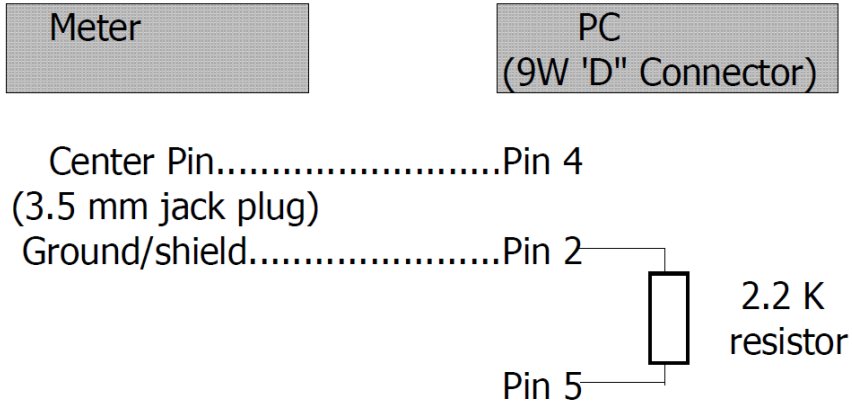 Meter
PC
(9W 'D" Connector)
Center Pin..........................Pin 4
(3.5 mm jack plug)
Ground/shield.......................Pin 2
2.2 K
resistor
Pin 5